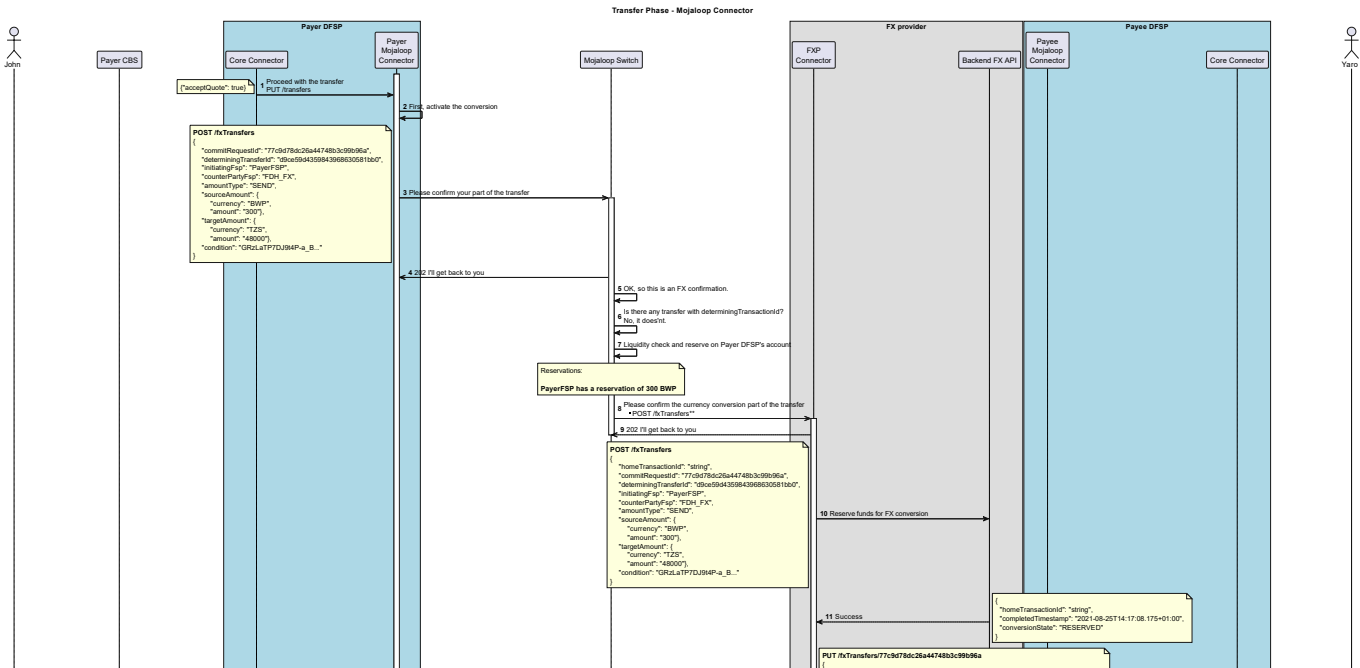 Transfer Phase - Mojaloop Connector
Payer DFSP
FX provider
Payee DFSP
John
Payer CBS
Core Connector
Payer
Mojaloop
Connector
Mojaloop Switch
FXP
Connector
Backend FX API
Payee
Mojaloop
Connector
Core Connector
Yaro
{"acceptQuote": true}
1 Proceed with the transfer
PUT /transfers
2 First, activate the conversion
POST /fxTransfers
{
"commitRequestId": "77c9d78dc26a44748b3c99b96a",
"determiningTransferId": "d9ce59d4359843968630581bb0",
"initiatingFsp": "PayerFSP",
"counterPartyFsp": "FDH_FX",
"amountType": "SEND",
"sourceAmount": {
"currency": "BWP",
"amount": "300"},
"targetAmount": {
"currency": "TZS",
"amount": "48000"},
"condition": "GRzLaTP7DJ9t4P-a_B..."
}
3 Please confirm your part of the transfer
4 202 I'll get back to you
5 OK, so this is an FX confirmation.
6 Is there any transfer with determiningTransactionId?
No, it does'nt.
7 Liquidity check and reserve on Payer DFSP's account
Reservations:
PayerFSP has a reservation of 300 BWP
8 Please confirm the currency conversion part of the transfer
• POST /fxTransfers**
9 202 I'll get back to you
POST /fxTransfers
{
"homeTransactionId": "string",
"commitRequestId": "77c9d78dc26a44748b3c99b96a",
"determiningTransferId": "d9ce59d4359843968630581bb0",
"initiatingFsp": "PayerFSP",
"counterPartyFsp": "FDH_FX",
"amountType": "SEND",
"sourceAmount": {
"currency": "BWP",
"amount": "300"},
"targetAmount": {
"currency": "TZS",
"amount": "48000"},
"condition": "GRzLaTP7DJ9t4P-a_B..."
}
10 Reserve funds for FX conversion
11 Success
{
"homeTransactionId": "string",
"completedTimestamp": "2021-08-25T14:17:08.175+01:00",
"conversionState": "RESERVED"
}
PUT /fxTransfers/77c9d78dc26a44748b3c99b96a
{